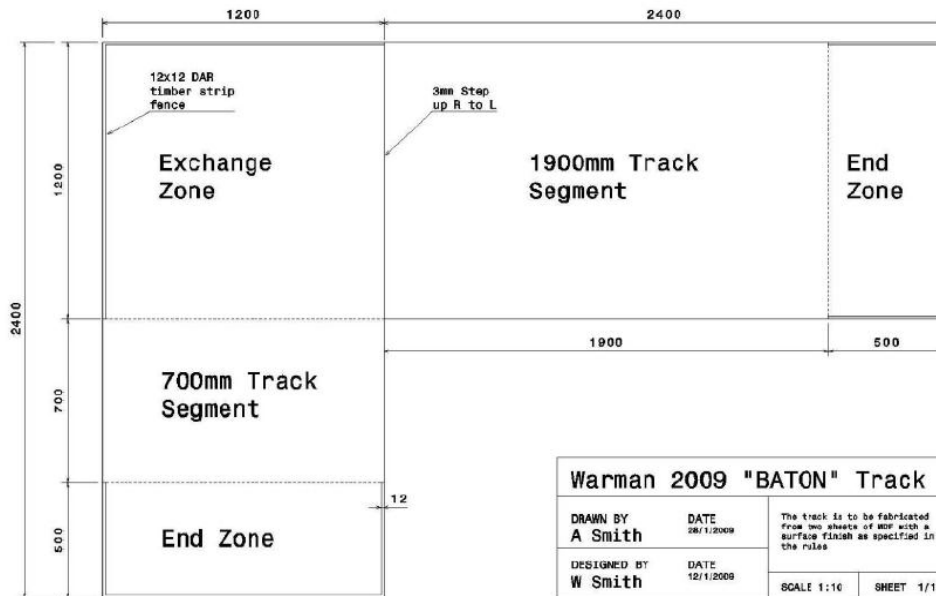 1200
2400
12x12 DAR
timber strip
fence
3mm Step
up R to L
Exchange
Zone
1900mm Track
Segment
End
Zone
1200
2400
1900
500
700mm Track
Segment
700
12
End Zone
500
Warman 2009 "BATON" Track
DRAWN BY
A Smith
DATE
28/1/2009
The track is to be fabricated
from two sheets of MDF with a
surface finish as specified in
the rules
DESIGNED BY
W Smith
DATE
12/1/2009
SCALE 1:10
SHEET 1/1